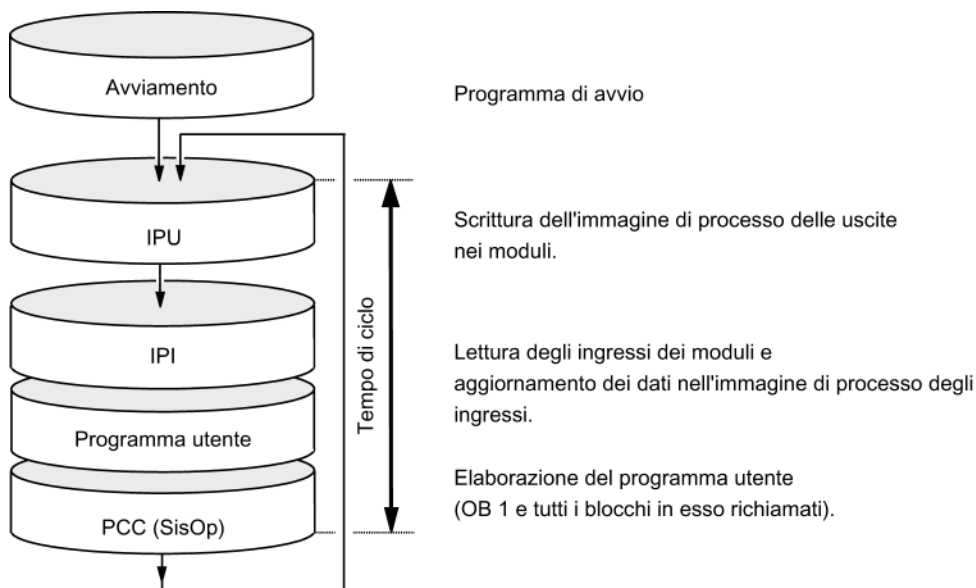 Avviamento
Programma di avvio
IPU
Scrittura dell'immagine di processo delle uscite
nei moduli.
IPI
Tempo di ciclo
Lettura degli ingressi dei moduli e
aggiornamento dei dati nell'immagine di processo degli
ingressi.
Programma utente
Elaborazione del programma utente
(OB 1 e tutti i blocchi in esso richiamati).
PCC (SisOp)